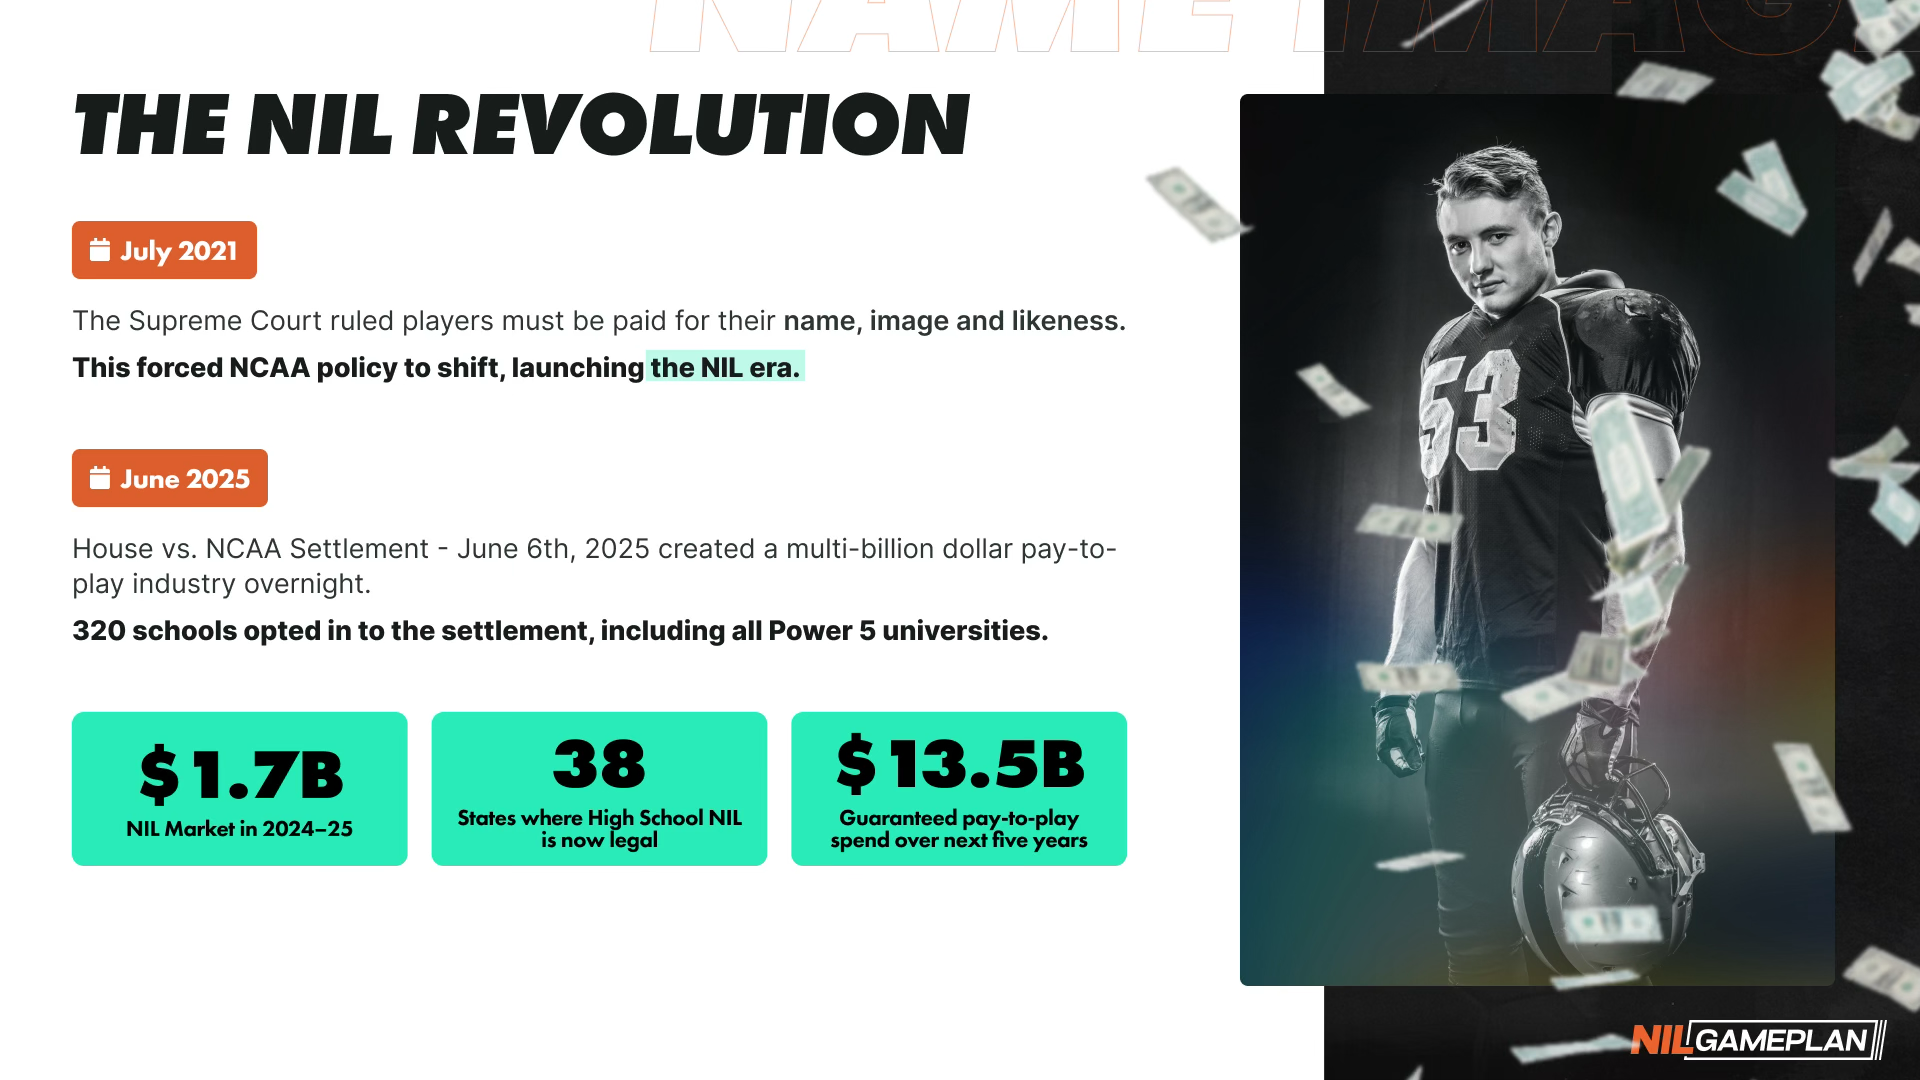 NAME IMAG
THE NIL REVOLUTION
July 2021
The Supreme Court ruled players must be paid for their name, image and likeness.
This forced NCAA policy to shift, launching the NIL era.
June 2025
House vs. NCAA Settlement - June 6th, 2025 created a multi-billion dollar pay-to-
play industry overnight.
320 schools opted in to the settlement, including all Power 5 universities.
$1.7B
NIL Market in 2024–25
38
States where High School NIL
is now legal
$13.5B
Guaranteed pay-to-play
spend over next five years
53
NIL GAMEPLAN